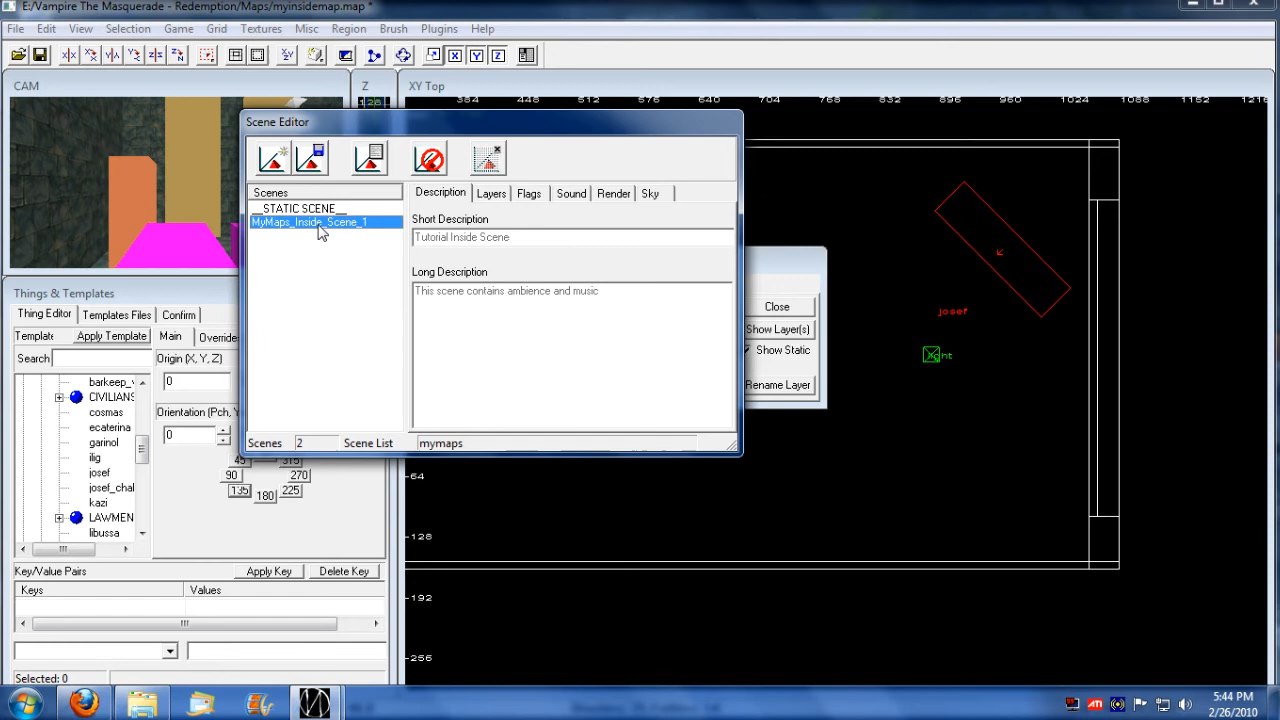 E:/Vampire The Masquerade - Redemption/Maps/myinsidemap.map *
File Edit View Selection Game Grid Textures Misc Region Brush Plugins Help
CAM
Z
XY Top
384 448 512 576 640 704 768 832 896 960 1024 1088 1152 1216
Scene Editor
Scenes
__STATIC SCENE__
MyMaps_Inside_Scene_1
Description Layers Flags Sound Render Sky
Short Description
Tutorial Inside Scene
Long Description
This scene contains ambience and music
Scenes 2 Scene List mymaps
Close
Show Layer(s)
Show Static
Rename Layer
josef
light
-64
-128
-192
-256
Things & Templates
Thing Editor Templates Files Confirm
Template Apply Template Main Overrides
Search
Origin (X, Y, Z)
0
Orientation (Pch, Y
0
barkeep_v
CIVILIANS
cosmas
ecaterina
garinol
ilig
josef
josef_chal
kazi
LAWMEN
libussa
45 315
90 270
135 180 225
Key/Value Pairs Apply Key Delete Key
Keys Values
Selected: 0
5:44 PM
2/26/2010